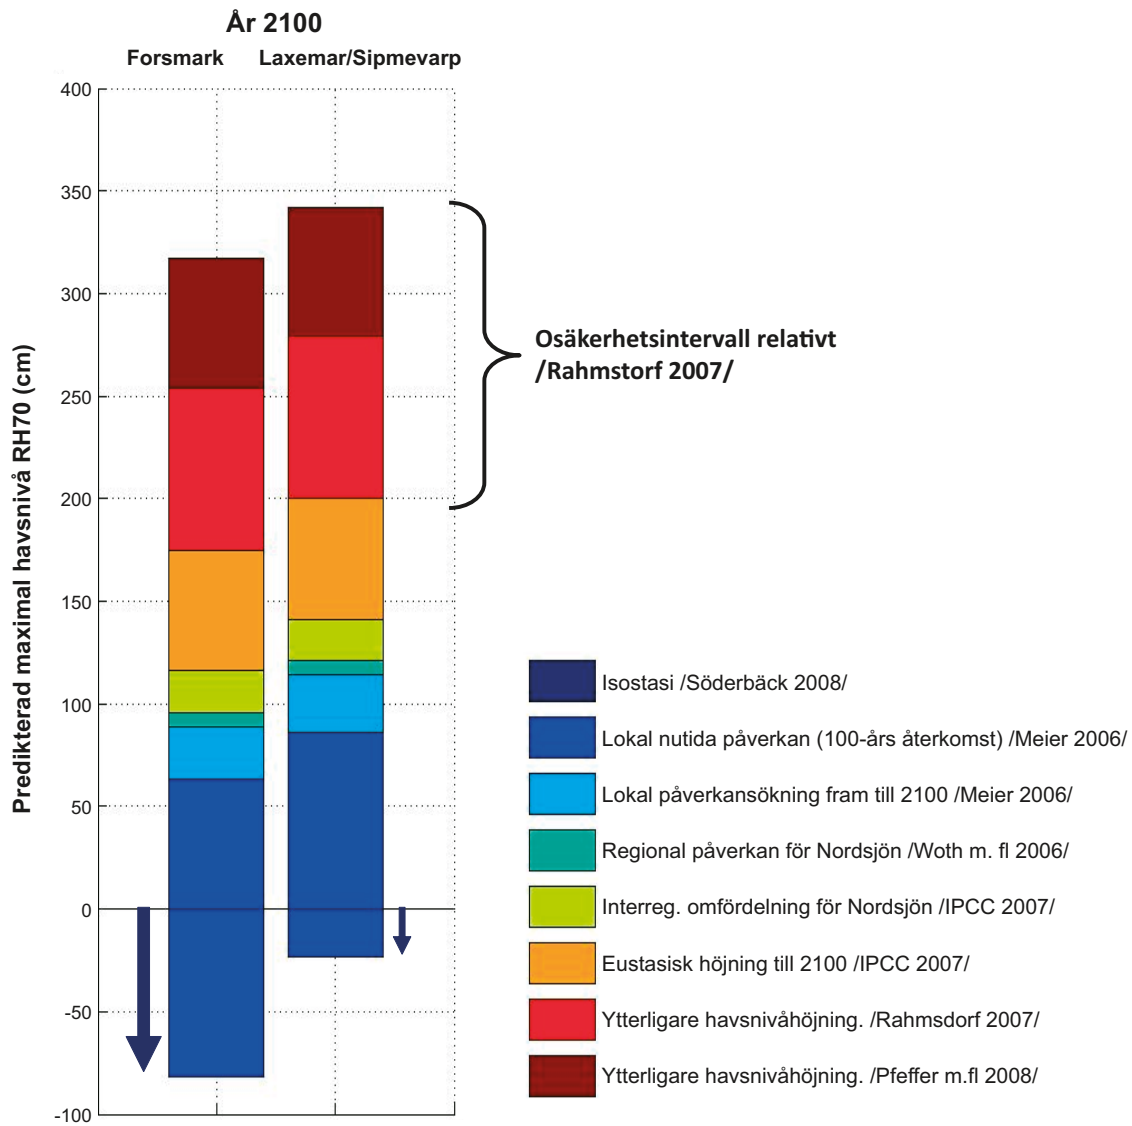 År 2100
Forsmark
Laxemar/Sipmevarp
Predikterad maximal havsnivå RH70 (cm)
400
350
300
250
200
150
100
50
0
-50
-100
Osäkerhetsintervall relativt
/Rahmstorf 2007/
Isostasi /Söderbäck 2008/
Lokal nutida påverkan (100-års återkomst) /Meier 2006/
Lokal påverkansökning fram till 2100 /Meier 2006/
Regional påverkan för Nordsjön /Woth m. fl 2006/
Interreg. omfördelning för Nordsjön /IPCC 2007/
Eustasisk höjning till 2100 /IPCC 2007/
Ytterligare havsnivåhöjning. /Rahmsdorf 2007/
Ytterligare havsnivåhöjning. /Pfeffer m.fl 2008/